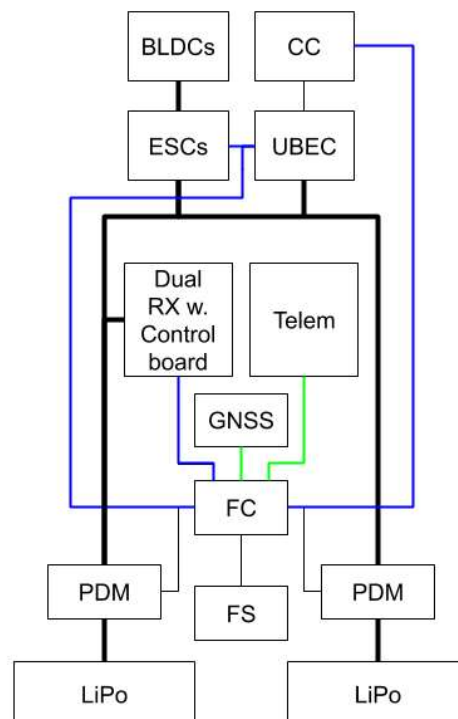 BLDCs
CC
ESCs
UBEC
Dual
RX w.
Control
board
Telem
GNSS
FC
PDM
FS
PDM
LiPo
LiPo